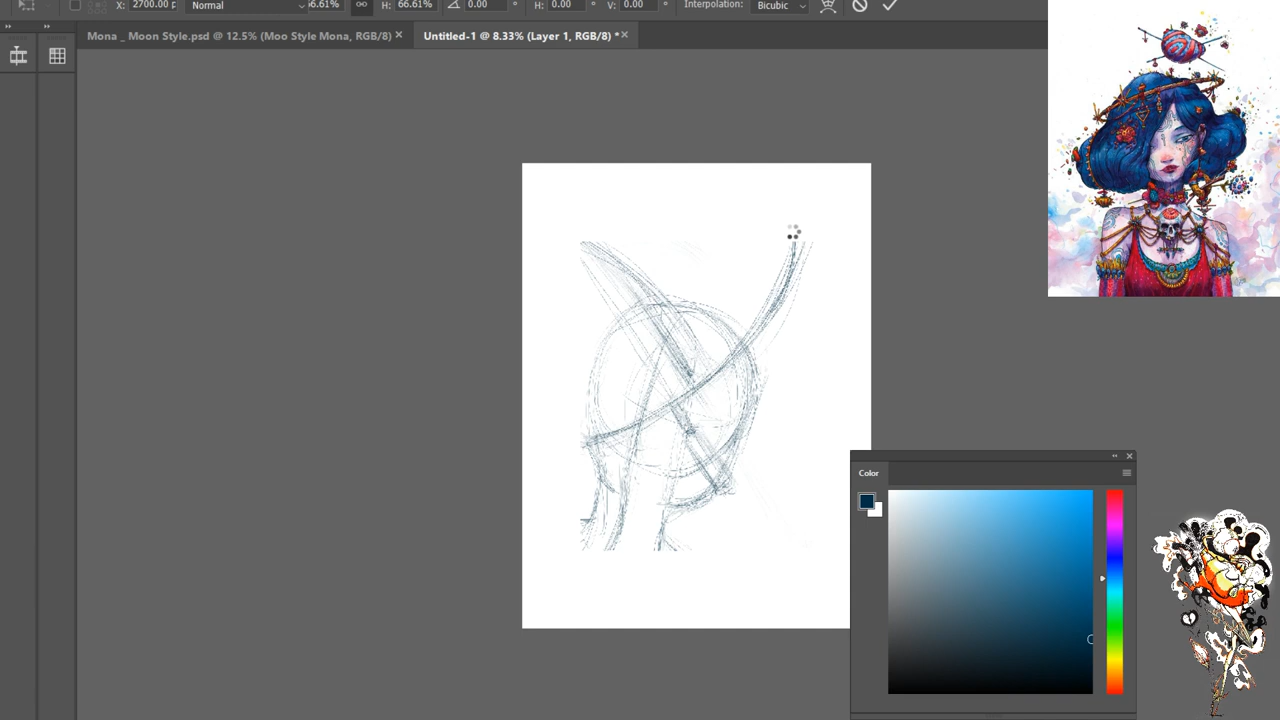 X: 2700.00 p Normal 6.61% H: 66.61% 0.00 ° H: 0.00 ° V: 0.00 ° Interpolation: Bicubic
Mona _ Moon Style.psd @ 12.5% (Moo Style Mona, RGB/8) × Untitled-1 @ 8.33% (Layer 1, RGB/8) * ×
Color